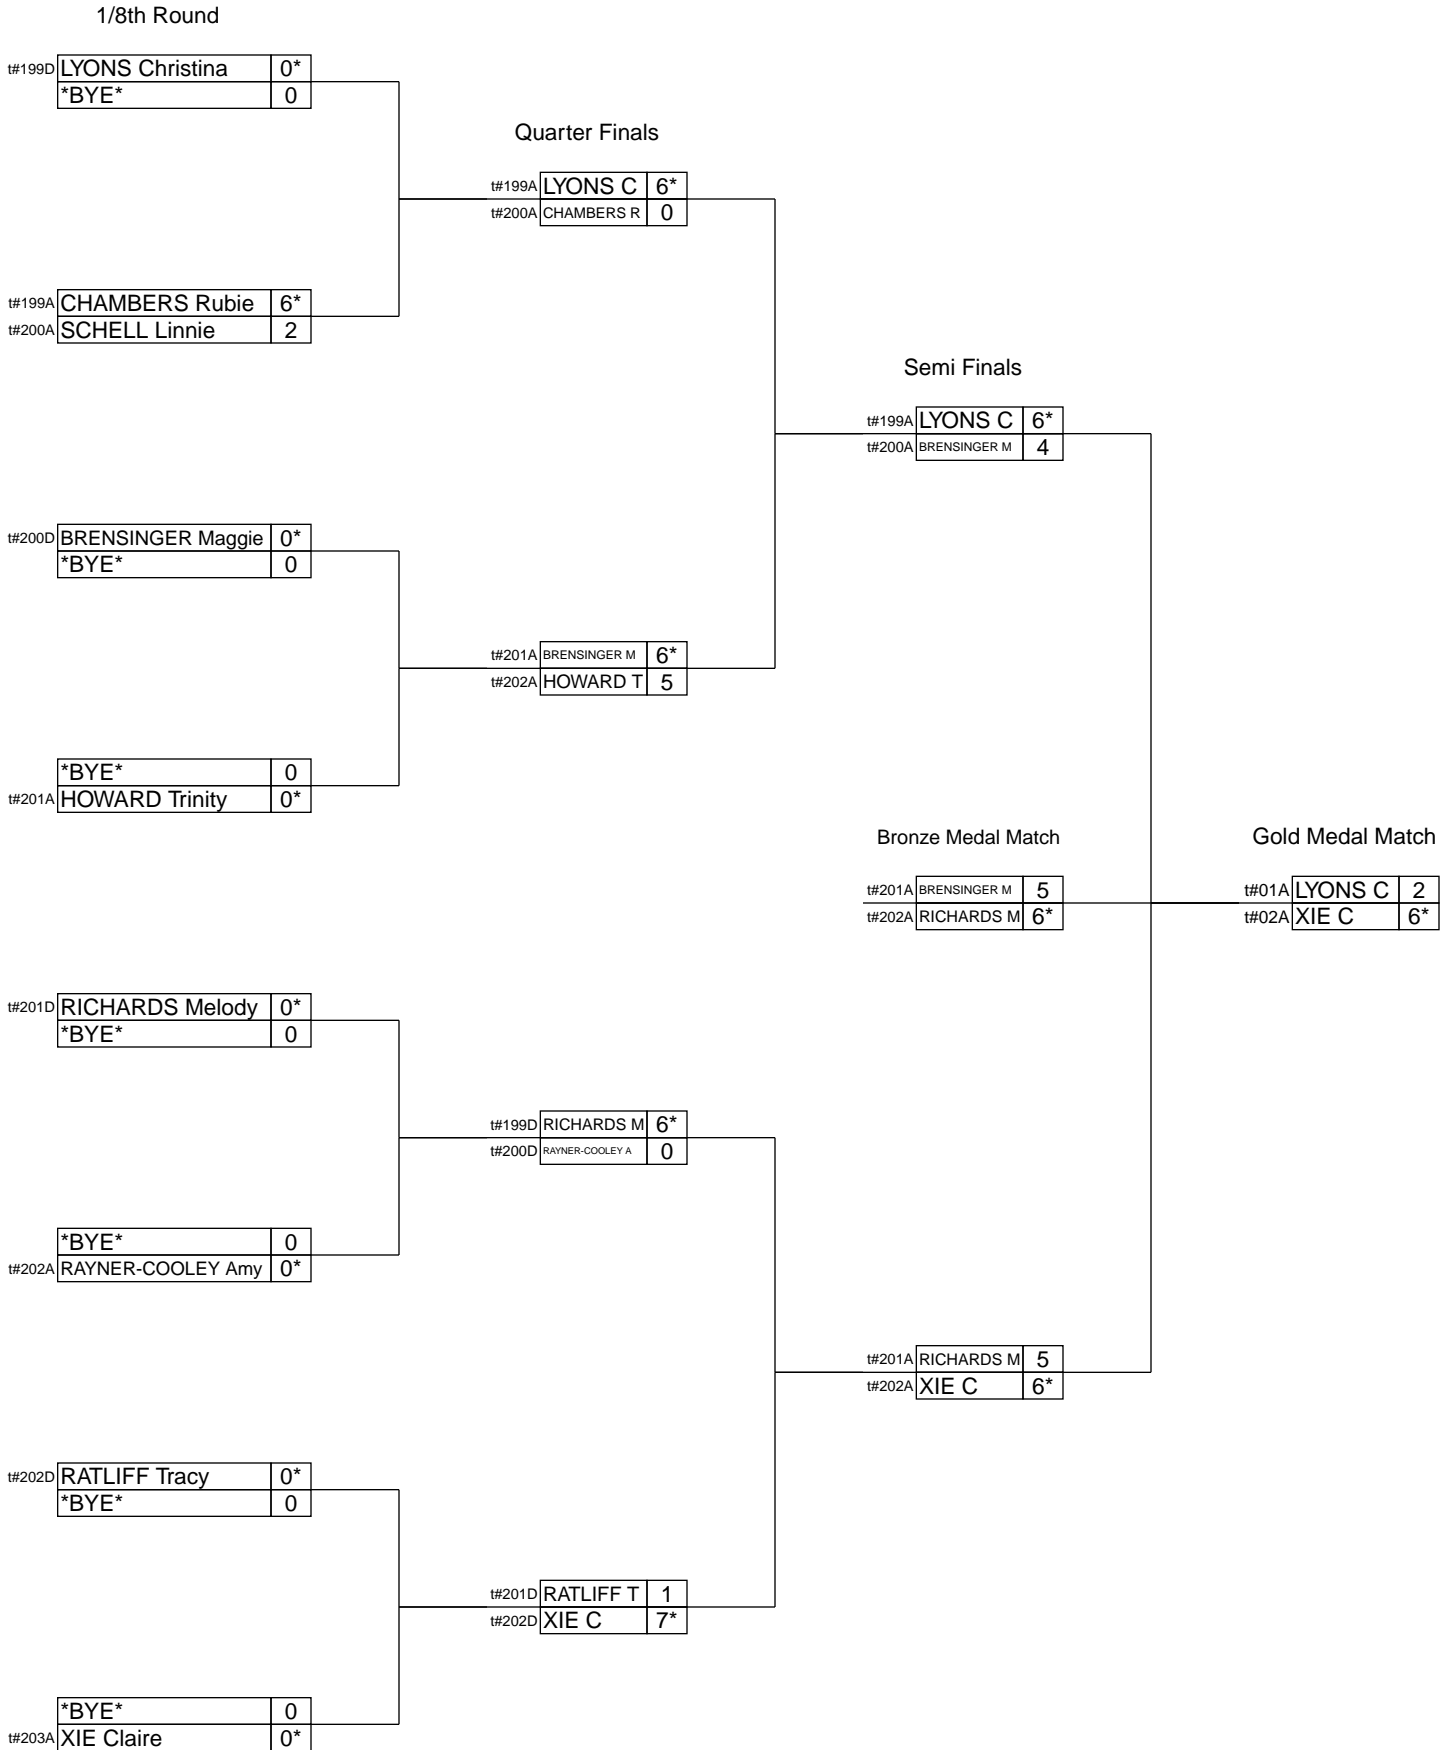 1/8th Round
t#199D LYONS Christina 0*
*BYE* 0
Quarter Finals
t#199A LYONS C 6*
t#200A CHAMBERS R 0
t#199A CHAMBERS Rubie 6*
t#200A SCHELL Linnie 2
Semi Finals
t#199A LYONS C 6*
t#200A BRENSINGER M 4
t#200D BRENSINGER Maggie 0*
*BYE* 0
t#201A BRENSINGER M 6*
t#202A HOWARD T 5
*BYE* 0
t#201A HOWARD Trinity 0*
Bronze Medal Match
t#201A BRENSINGER M 5
t#202A RICHARDS M 6*
Gold Medal Match
t#01A LYONS C 2
t#02A XIE C 6*
t#201D RICHARDS Melody 0*
*BYE* 0
t#199D RICHARDS M 6*
t#200D RAYNER-COOLEY A 0
*BYE* 0
t#202A RAYNER-COOLEY Amy 0*
t#201A RICHARDS M 5
t#202A XIE C 6*
t#202D RATLIFF Tracy 0*
*BYE* 0
t#201D RATLIFF T 1
t#202D XIE C 7*
*BYE* 0
t#203A XIE Claire 0*